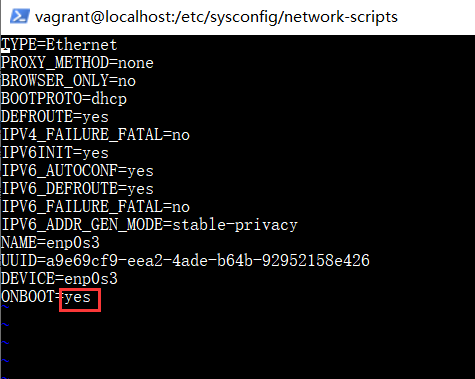 vagrant@localhost:/etc/sysconfig/network-scripts
TYPE=Ethernet
PROXY_METHOD=none
BROWSER_ONLY=no
BOOTPROTO=dhcp
DEFROUTE=yes
IPV4_FAILURE_FATAL=no
IPV6INIT=yes
IPV6_AUTOCONF=yes
IPV6_DEFROUTE=yes
IPV6_FAILURE_FATAL=no
IPV6_ADDR_GEN_MODE=stable-privacy
NAME=enp0s3
UUID=a9e69cf9-eea2-4ade-b64b-92952158e426
DEVICE=enp0s3
ONBOOT=yes
~
~
~
~